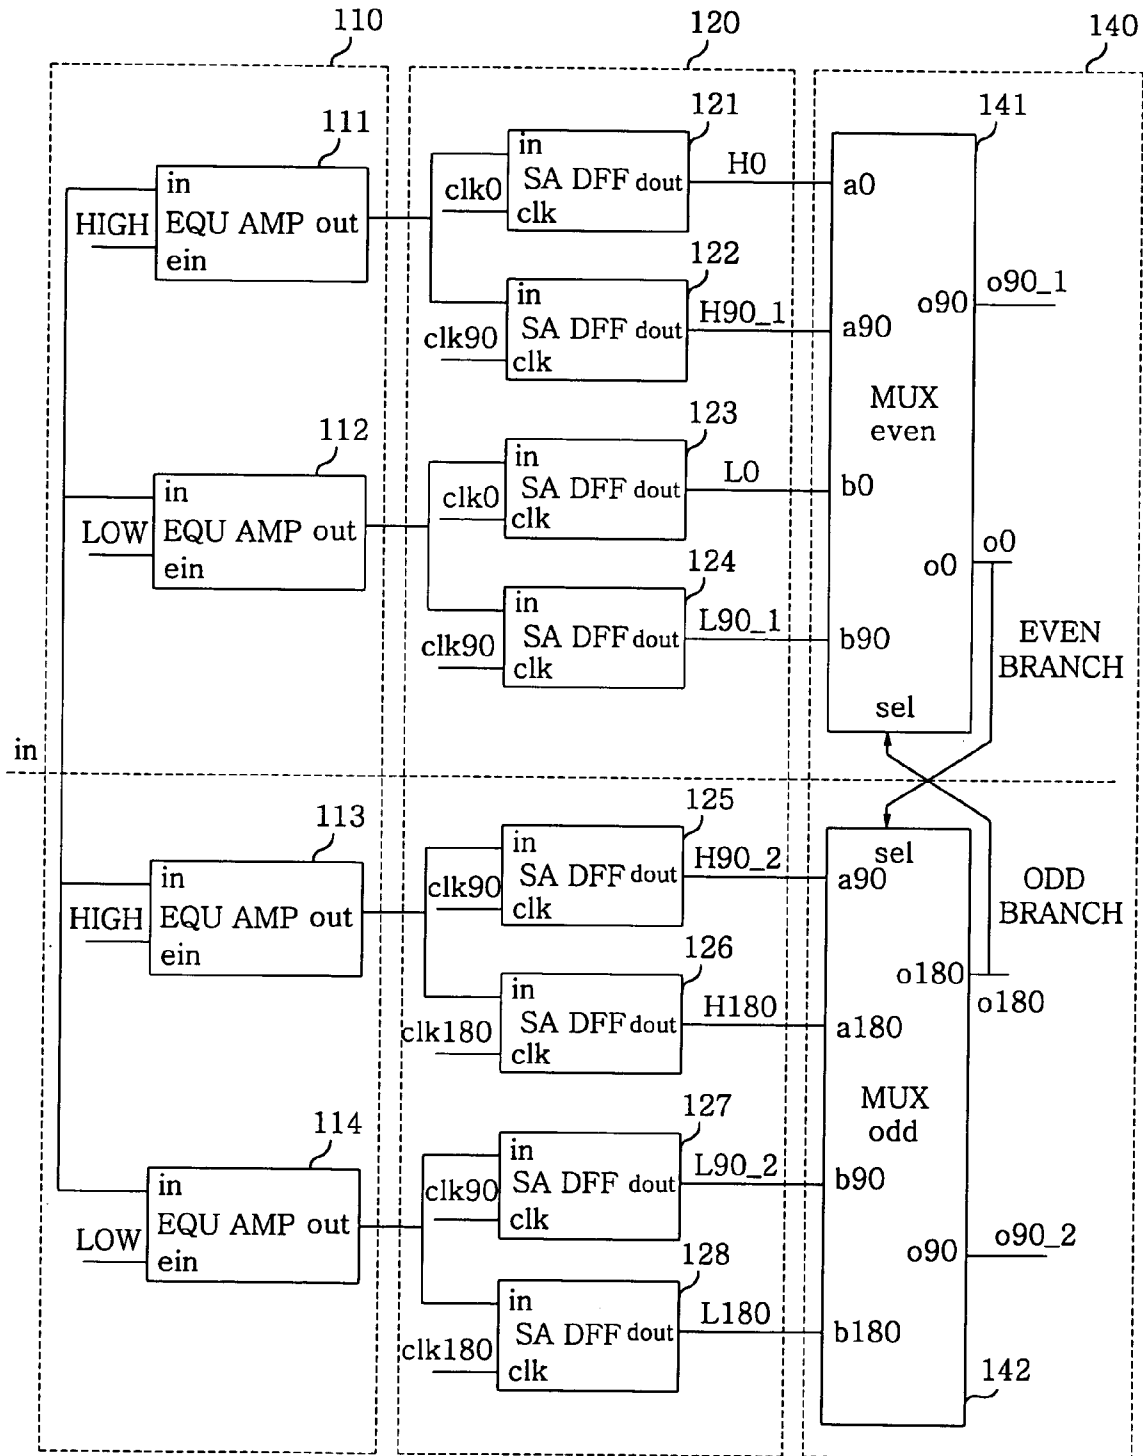 110
120
140
111
in
HIGH
EQU AMP out
ein
121
in
clk0
SA DFF dout
clk
H0
141
a0
122
in
SA DFF dout
clk90
clk
H90_1
a90
o90
o90_1
MUX
even
112
in
LOW
EQU AMP out
ein
123
in
clk0
SA DFF dout
clk
L0
b0
o0
o0
124
in
SA DFF dout
clk90
clk
L90_1
b90
EVEN
BRANCH
sel
in
113
in
HIGH
EQU AMP out
ein
125
in
clk90
SA DFF dout
clk
H90_2
sel
a90
ODD
BRANCH
126
in
SA DFF dout
clk180
clk
H180
a180
o180
o180
MUX
odd
114
in
LOW
EQU AMP out
ein
127
in
clk90
SA DFF dout
clk
L90_2
b90
o90
o90_2
128
in
SA DFF dout
clk180
clk
L180
b180
142